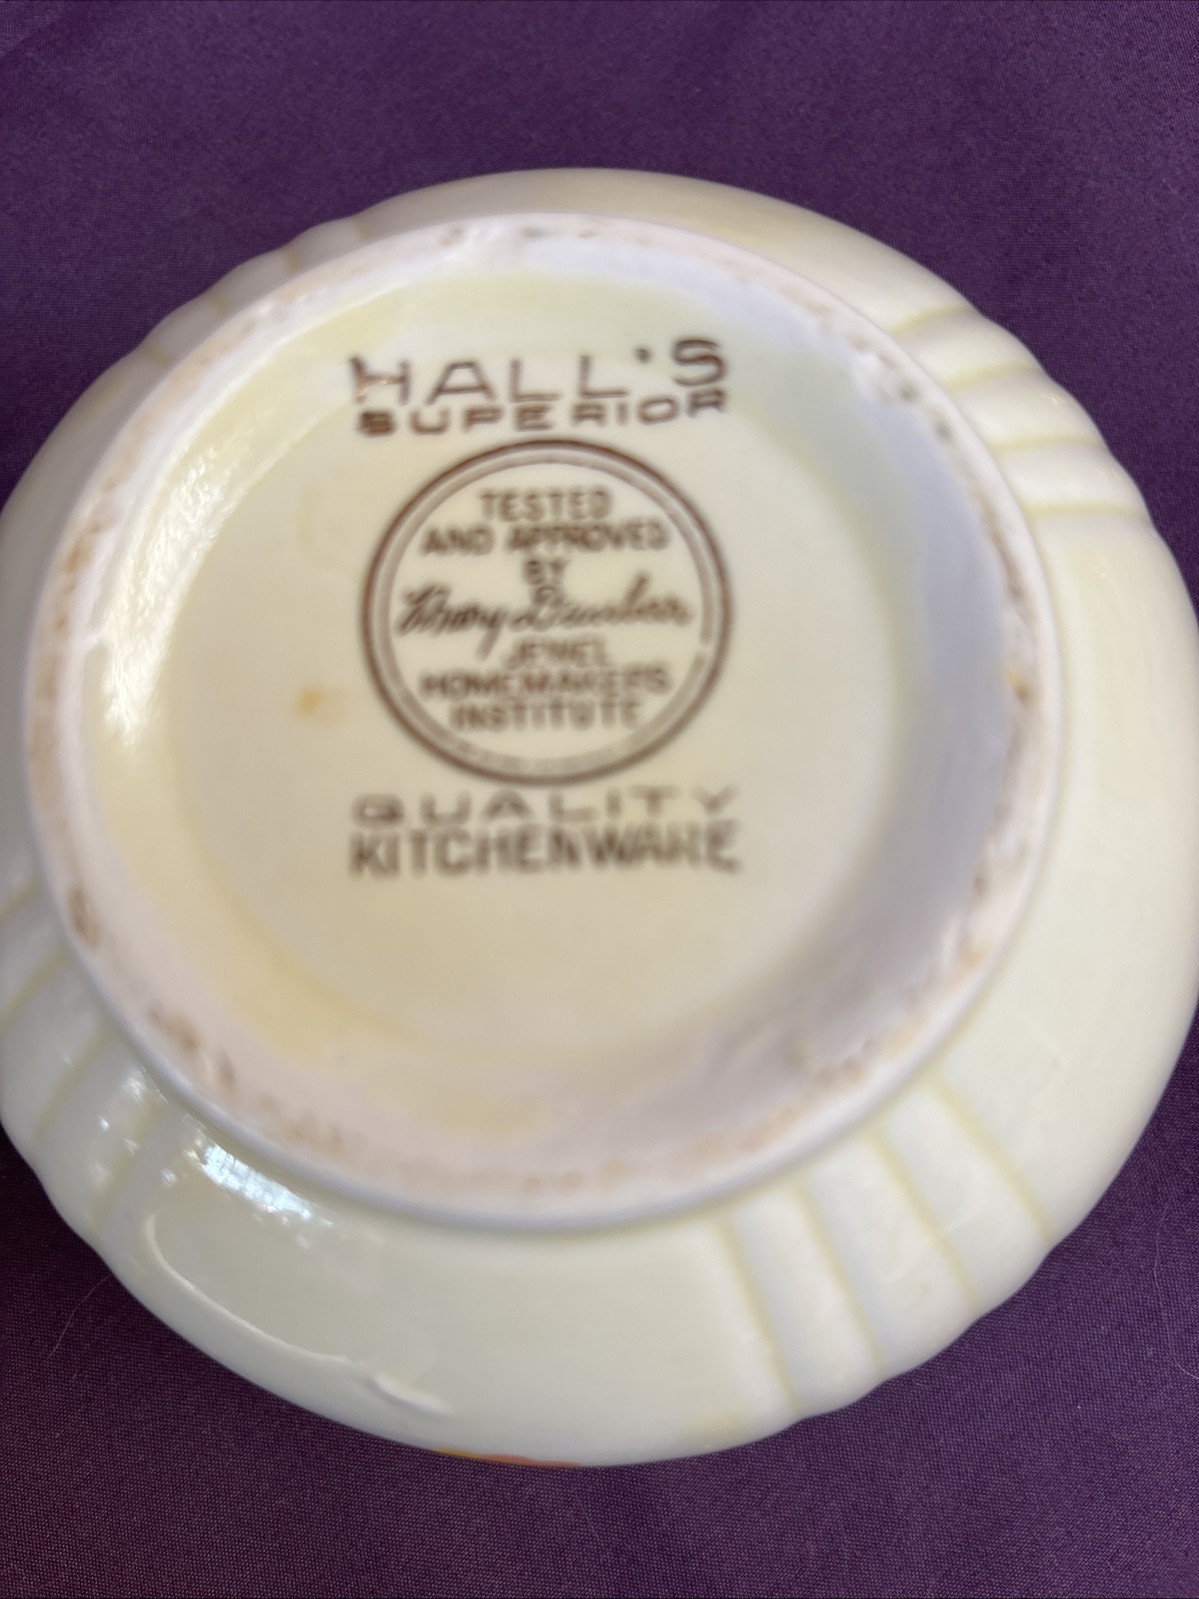 HALL'S
SUPERIOR
TESTED
AND APPROVED
BY
Mary Dunbar
JEWEL
HOMEMAKERS
INSTITUTE
QUALITY
KITCHENWARE